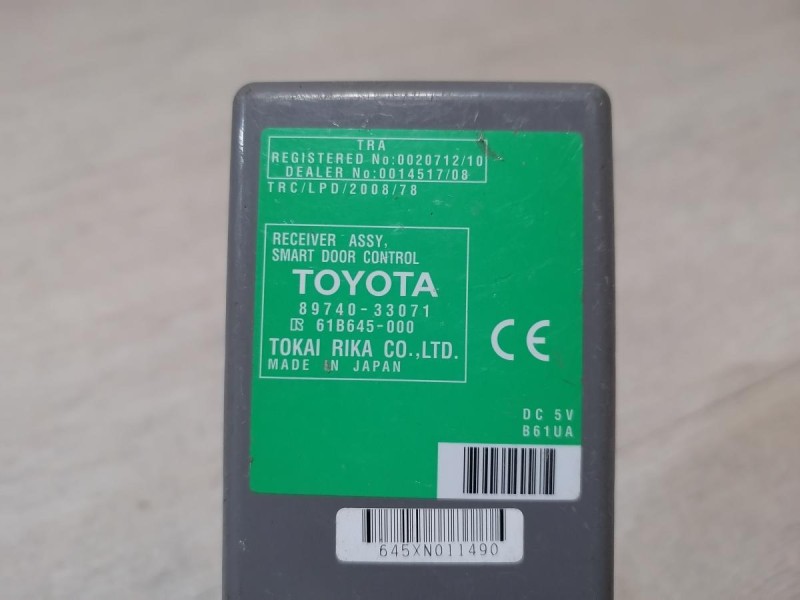 TRA
REGISTERED No:0020712/10
DEALER No:0014517/08
TRC/LPD/2008/78
RECEIVER ASSY,
SMART DOOR CONTROL
TOYOTA
89740-33071
R 61B645-000
TOKAI RIKA CO.,LTD.
MADE IN JAPAN
CE
DC 5V
B61UA
645XN011490